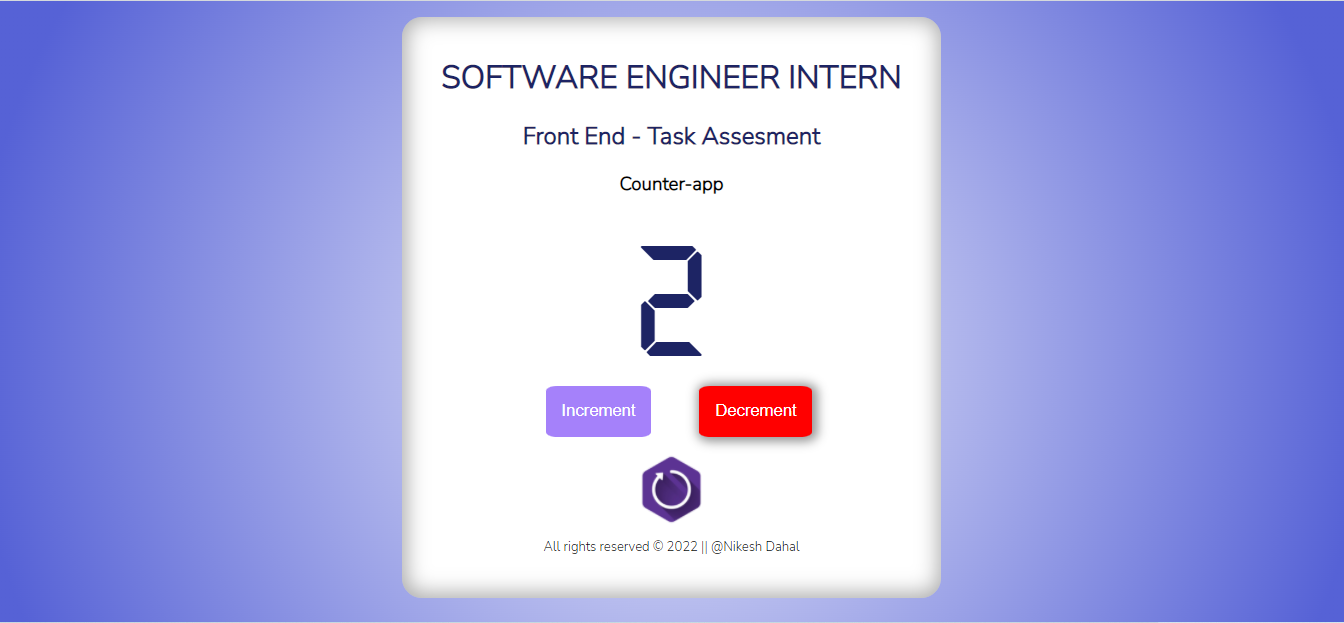 SOFTWARE ENGINEER INTERN
Front End - Task Assesment
Counter-app
2
Increment Decrement
All rights reserved © 2022 || @Nikesh Dahal